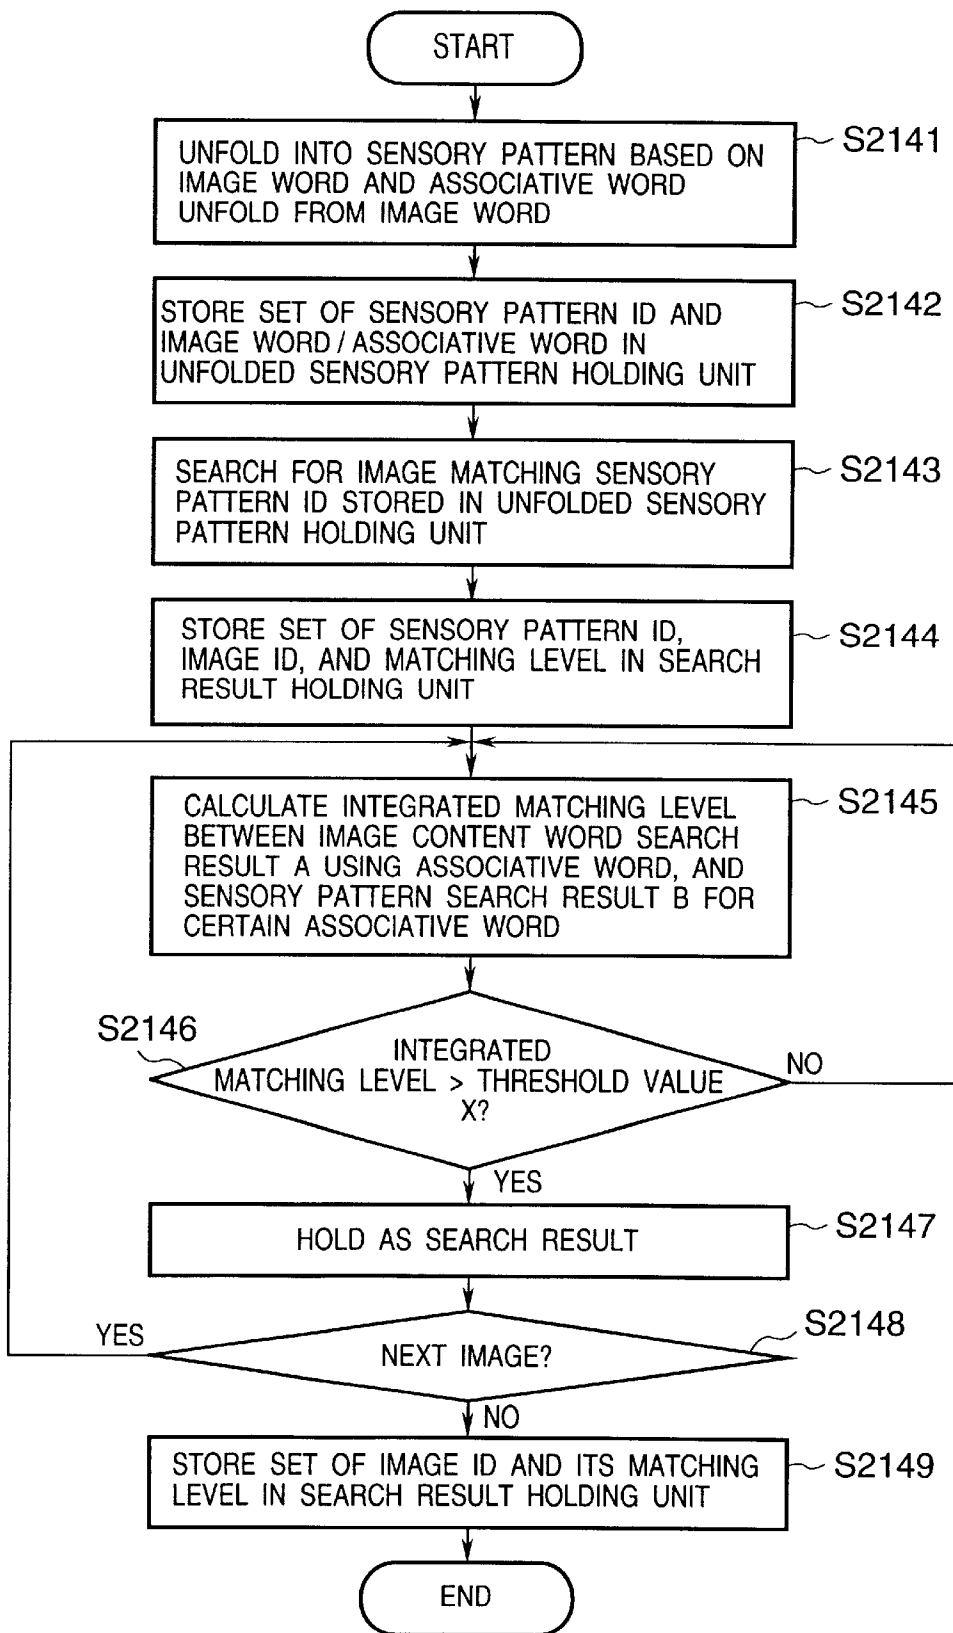 START
S2141
UNFOLD INTO SENSORY PATTERN BASED ON
IMAGE WORD AND ASSOCIATIVE WORD
UNFOLD FROM IMAGE WORD
S2142
STORE SET OF SENSORY PATTERN ID AND
IMAGE WORD / ASSOCIATIVE WORD IN
UNFOLDED SENSORY PATTERN HOLDING UNIT
S2143
SEARCH FOR IMAGE MATCHING SENSORY
PATTERN ID STORED IN UNFOLDED SENSORY
PATTERN HOLDING UNIT
S2144
STORE SET OF SENSORY PATTERN ID,
IMAGE ID, AND MATCHING LEVEL IN SEARCH
RESULT HOLDING UNIT
S2145
CALCULATE INTEGRATED MATCHING LEVEL
BETWEEN IMAGE CONTENT WORD SEARCH
RESULT A USING ASSOCIATIVE WORD, AND
SENSORY PATTERN SEARCH RESULT B FOR
CERTAIN ASSOCIATIVE WORD
S2146
INTEGRATED
MATCHING LEVEL > THRESHOLD VALUE
X?
NO
YES
S2147
HOLD AS SEARCH RESULT
S2148
YES
NEXT IMAGE?
NO
S2149
STORE SET OF IMAGE ID AND ITS MATCHING
LEVEL IN SEARCH RESULT HOLDING UNIT
END